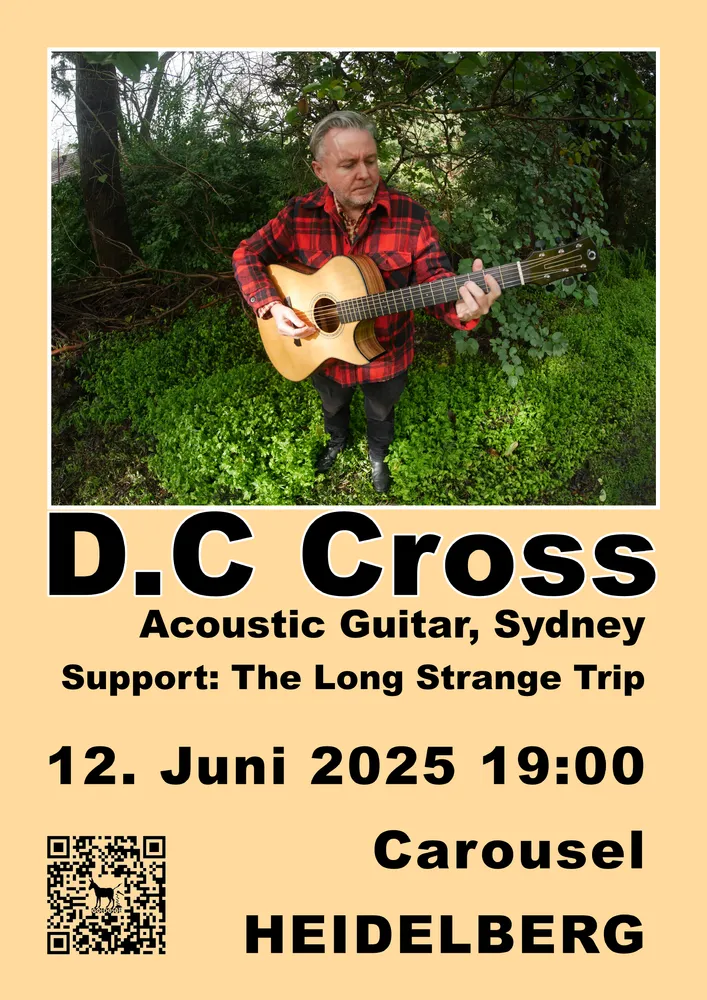 D.C Cross
Acoustic Guitar, Sydney
Support: The Long Strange Trip
12. Juni 2025 19:00
Carousel
HEIDELBERG